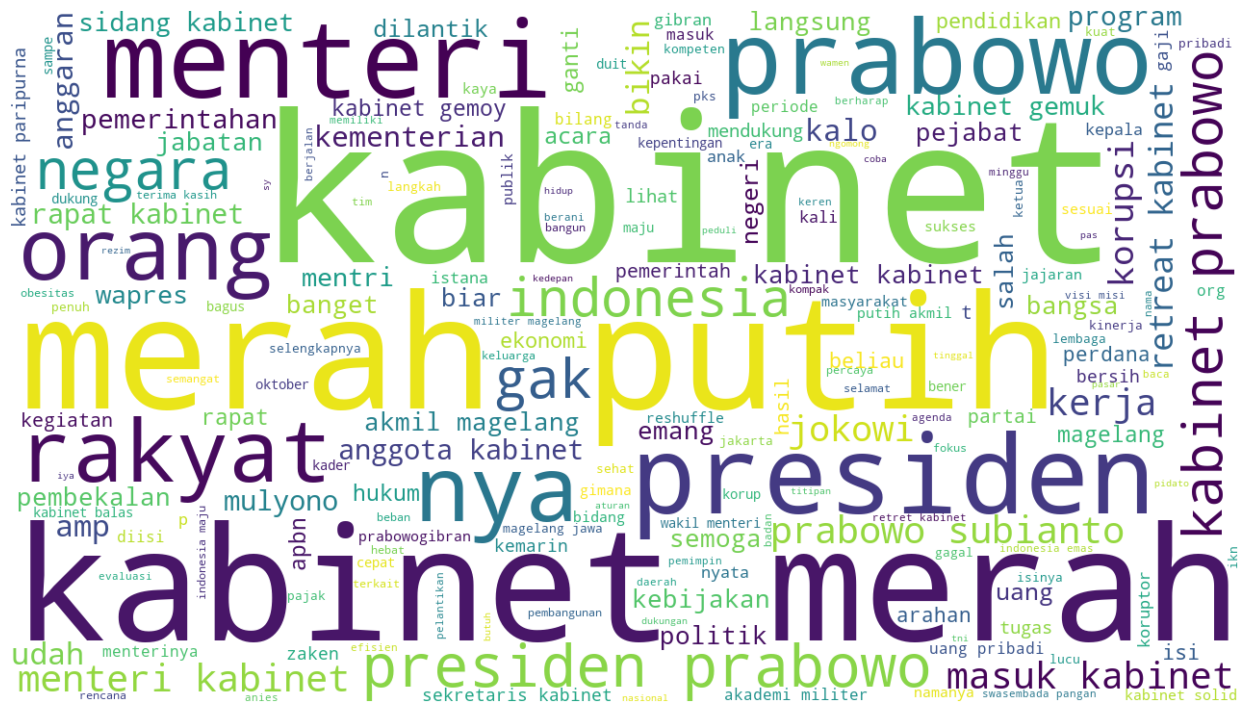 sidang kabinet
menteri
dilantik
gibran
masuk
kompeten
langsung
pendidikan
program
kuat
pribadi
prabowo
sampe
anggaran
kaya
duit
ganti
bikin
pakai
pks
wamen
periode
berharap
kabinet gemuk
gaji
kabinet paripurna
pemerintahan
kabinet gemoy
memiliki
kementerian
bilang
tanda
acara
mendukung
kalo
pejabat
kepala
jabatan
kepentingan
era
ngomong
anak
coba
negara
kabinet
berjalan
n
langkah
publik
hidup
lihat
negeri
keren
kali
minggu
ketua
sesuai
korupsi
retreat kabinet
kabinet prabowo
dukung
terima kasih
sy
tim
berani
bangun
maju
peduli
sukses
pas
rapat kabinet
orang
rezim
mentri
istana
kedepan
pemerintah
kabinet kabinet
kompak
salah
jajaran
visi misi
org
nama
obesitas
wapres
penuh
bagus
banget
biar
indonesia
masyarakat
putih akmil
t
bangsa
kinerja
lembaga
merah putih
militer magelang
selengkapnya
keluarga
ekonomi
beliau
tinggal
percaya
perdana
bersih
baca
semangat
oktober
gak
selamat
bener
pasar
hasil
kerja
kegiatan
rapat
akmil magelang
reshuffle
agenda
partai
rakyat
emang
jokowi
magelang
anggota kabinet
jakarta
fokus
kader
iya
nya
sehat
presiden
pembekalan
mulyono
hukum
gimana
korup
titipan
pidato
kabinet balas
aturan
amp
p
diisi
indonesia maju
apbn
beban
prabowogibran
magelang jawa
bidang
wakil menteri
badan
retret kabinet
prabowo subianto
hebat
cepat
kemarin
semoga
gagal
indonesia emas
ikn
kabinet merah
evaluasi
terkait
pemimpin
nyata
isinya
pajak
pelantikan
butuh
pembangunan
daerah
kebijakan
uang
koruptor
arahan
dukungan
politik
tni
tugas
udah
menterinya
zaken
efisien
uang pribadi
lucu
isi
menteri kabinet
presiden prabowo
masuk kabinet
rencana
anies
sekretaris kabinet
nasional
akademi militer
namanya
swasembada pangan
kabinet solid